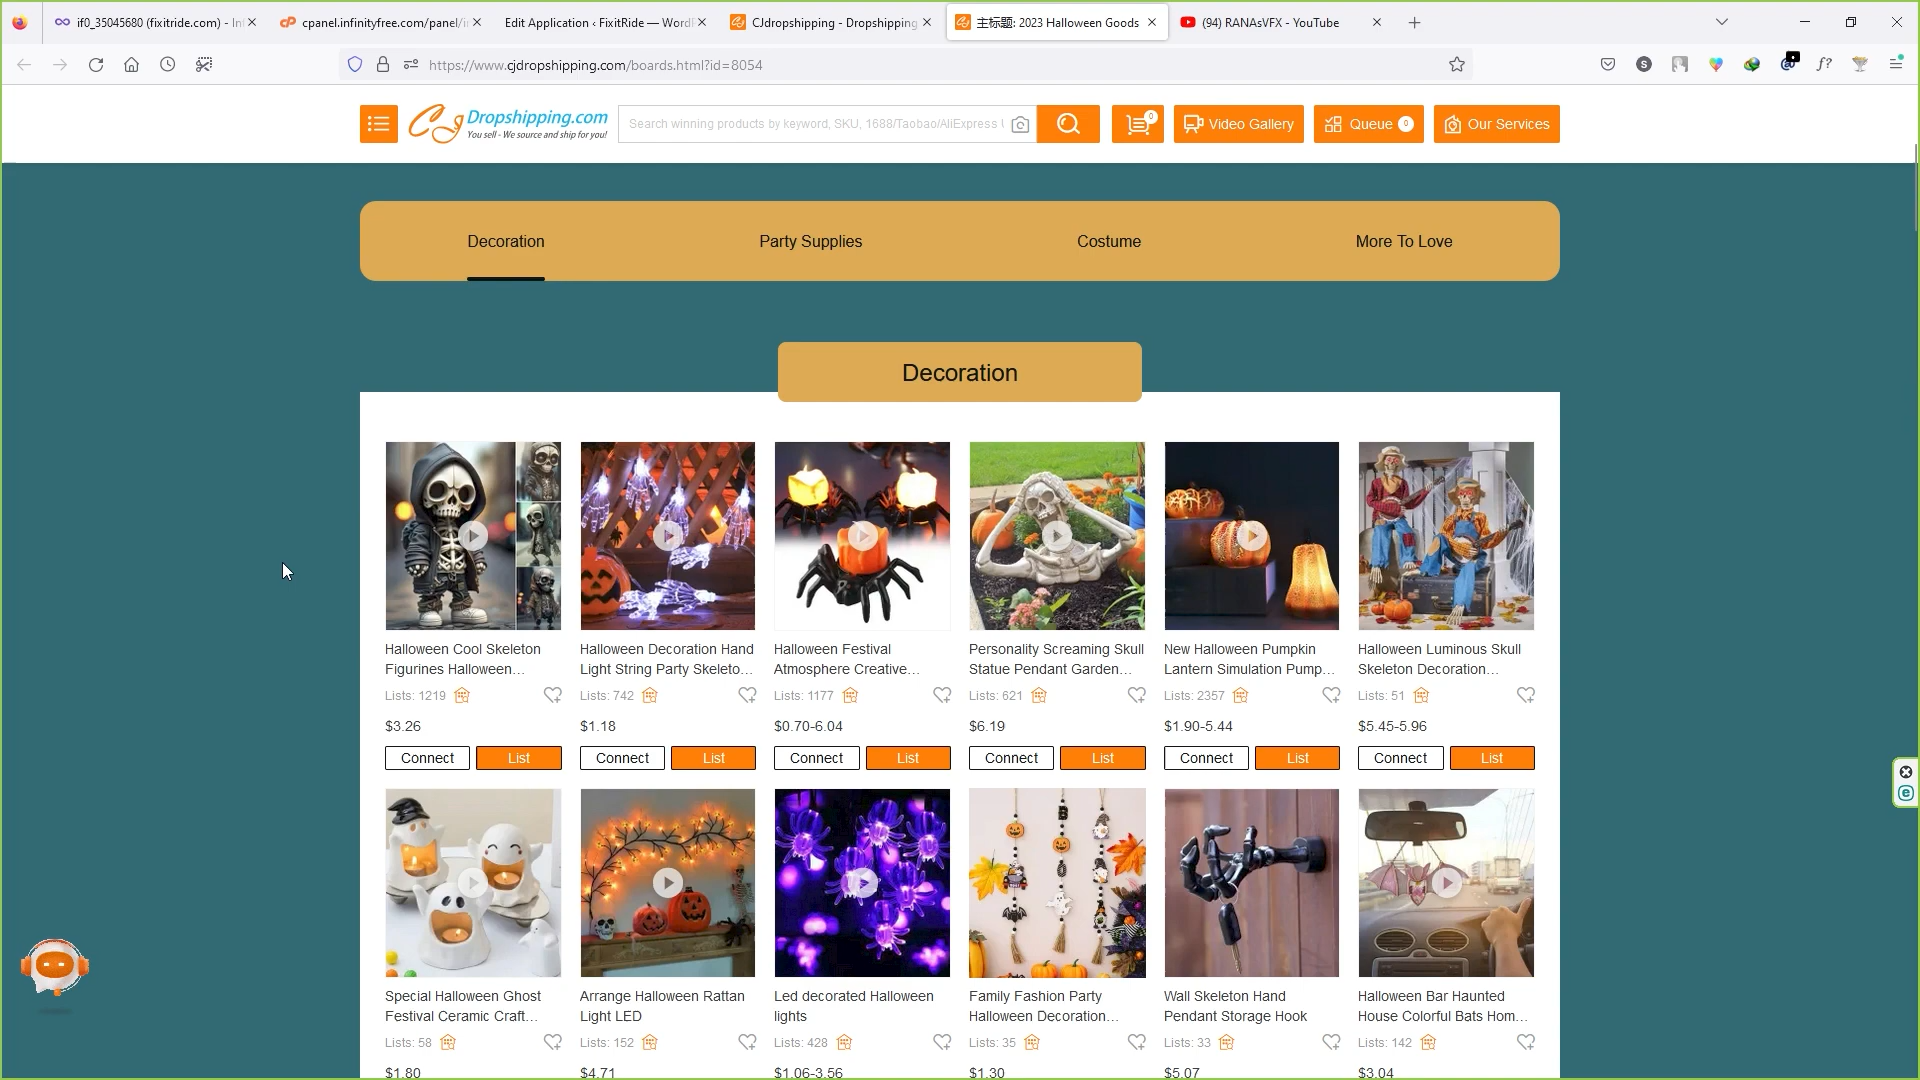 if0_35045680 (fixitride.com) - In
cpanel.infinityfree.com/panel/i
Edit Application ‹ FixitRide — Word
CJdropshipping - Dropshipping
主标题: 2023 Halloween Goods
(94) RANAsVFX - YouTube
https://www.cjdropshipping.com/boards.html?id=8054
Dropshipping.com
You sell - We source and ship for you!
Search winning products by keyword, SKU, 1688/Taobao/AliExpress
0
Video Gallery
Queue 0
Our Services
Decoration
Party Supplies
Costume
More To Love
Decoration
Halloween Cool Skeleton
Figurines Halloween...
Lists: 1219
$3.26
Connect
List
Halloween Decoration Hand
Light String Party Skeleto...
Lists: 742
$1.18
Connect
List
Halloween Festival
Atmosphere Creative...
Lists: 1177
$0.70-6.04
Connect
List
Personality Screaming Skull
Statue Pendant Garden...
Lists: 621
$6.19
Connect
List
New Halloween Pumpkin
Lantern Simulation Pump...
Lists: 2357
$1.90-5.44
Connect
List
Halloween Luminous Skull
Skeleton Decoration...
Lists: 51
$5.45-5.96
Connect
List
Special Halloween Ghost
Festival Ceramic Craft...
Lists: 58
$1.80
Arrange Halloween Rattan
Light LED
Lists: 152
$4.71
Led decorated Halloween
lights
Lists: 428
$1.06-3.56
Family Fashion Party
Halloween Decoration...
Lists: 35
$1.30
Wall Skeleton Hand
Pendant Storage Hook
Lists: 33
$5.07
Halloween Bar Haunted
House Colorful Bats Hom...
Lists: 142
$3.04